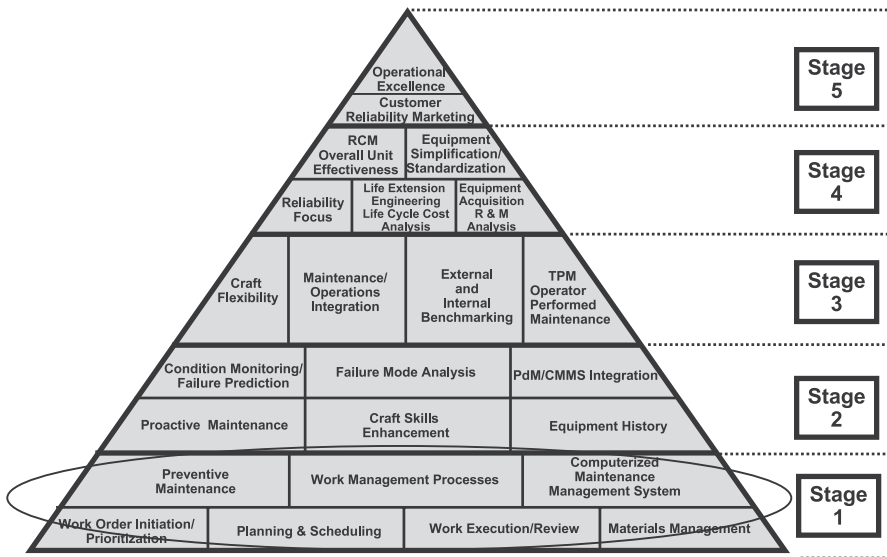 Operational
Excellence
Customer
Reliability Marketing
Stage
5
RCM
Overall Unit
Effectiveness
Equipment
Simplification/
Standardization
Reliability
Focus
Life Extension
Engineering
Life Cycle Cost
Analysis
Equipment
Acquisition
R & M
Analysis
Stage
4
Craft
Flexibility
Maintenance/
Operations
Integration
External
and
Internal
Benchmarking
TPM
Operator
Performed
Maintenance
Stage
3
Condition Monitoring/
Failure Prediction
Failure Mode Analysis
PdM/CMMS Integration
Proactive Maintenance
Craft Skills
Enhancement
Equipment History
Stage
2
Preventive
Maintenance
Work Management Processes
Computerized
Maintenance
Management System
Work Order Initiation/
Prioritization
Planning & Scheduling
Work Execution/Review
Materials Management
Stage
1